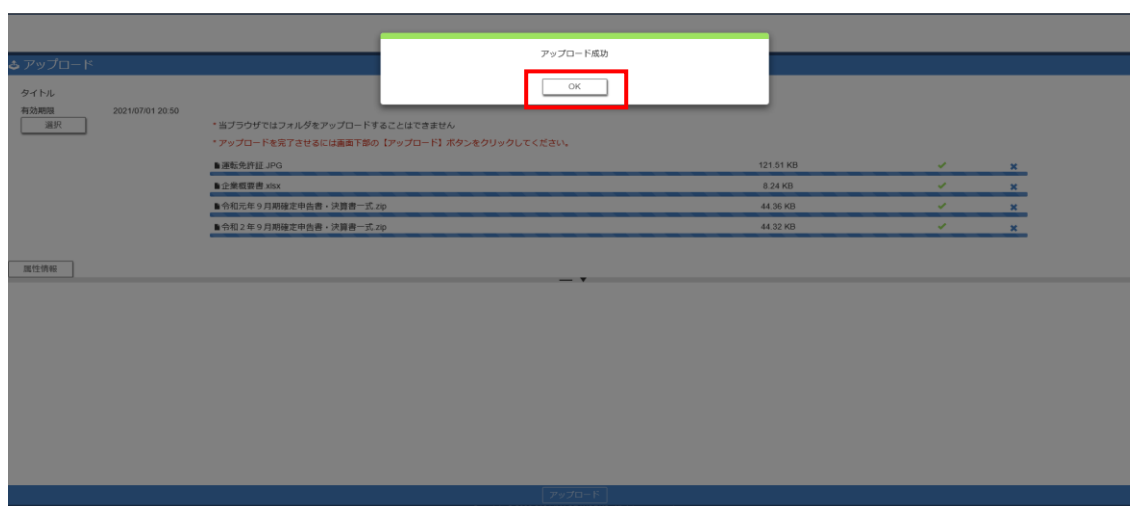 アップロード成功
OK
アップロード
タイトル
有効期限 2021/07/01 20:50
選択
*当ブラウザではフォルダをアップロードすることはできません
*アップロードを完了させるには画面下部の【アップロード】ボタンをクリックしてください。
運転免許証.JPG 121.51 KB
企業概要書.xlsx 8.24 KB
令和元年9月期確定申告書・決算書一式.zip 44.36 KB
令和2年9月期確定申告書・決算書一式.zip 44.32 KB
属性情報
アップロード